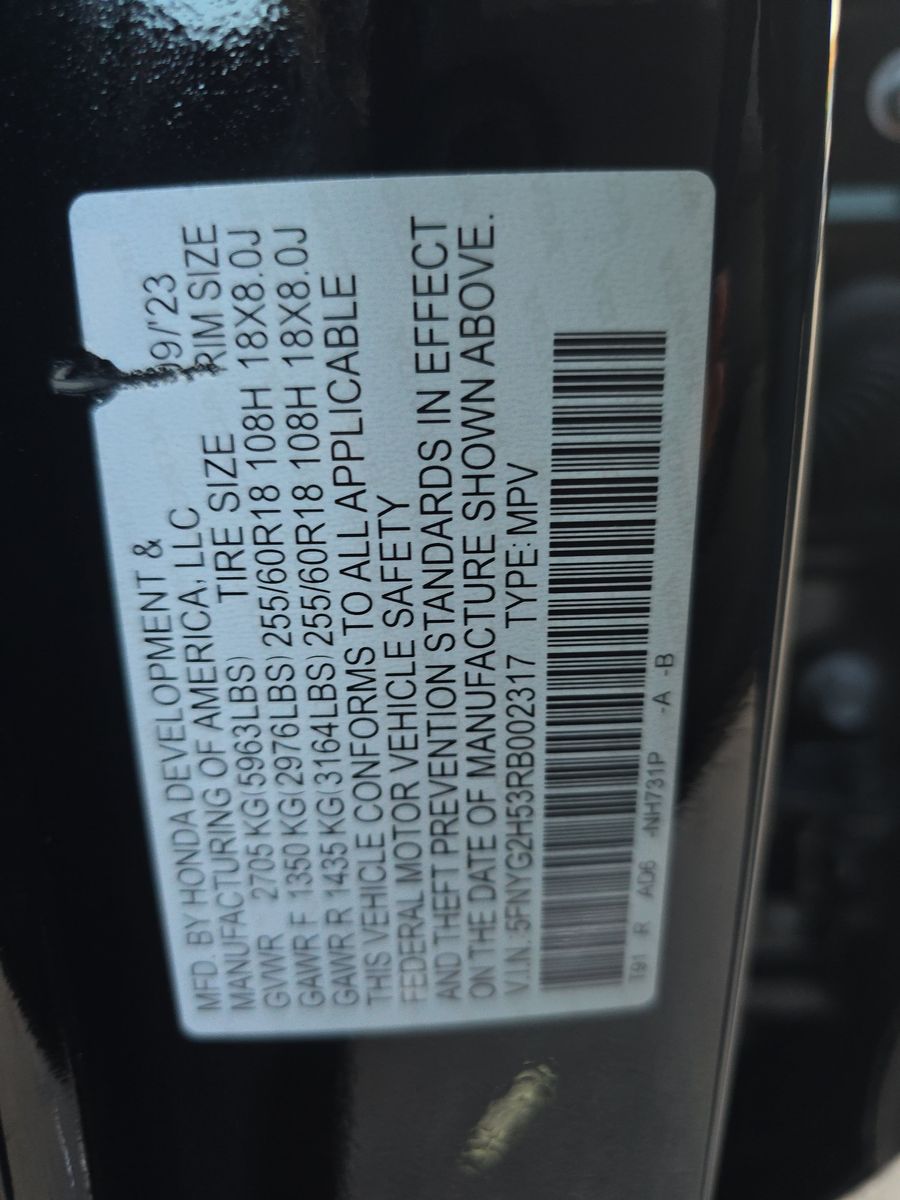 MFD. BY HONDA DEVELOPMENT &
MANUFACTURING OF AMERICA, LLC 09/'23
TIRE SIZE RIM SIZE
GVWR 2705 KG(5963LBS)
GAWR F 1350 KG(2976LBS) 255/60R18 108H 18X8.0J
GAWR R 1435 KG(3164LBS) 255/60R18 108H 18X8.0J
THIS VEHICLE CONFORMS TO ALL APPLICABLE
FEDERAL MOTOR VEHICLE SAFETY
AND THEFT PREVENTION STANDARDS IN EFFECT
ON THE DATE OF MANUFACTURE SHOWN ABOVE.
V.I.N. 5FNYG2H53RB002317 TYPE:MPV
T91 -R AD6 -NH731P -A -B